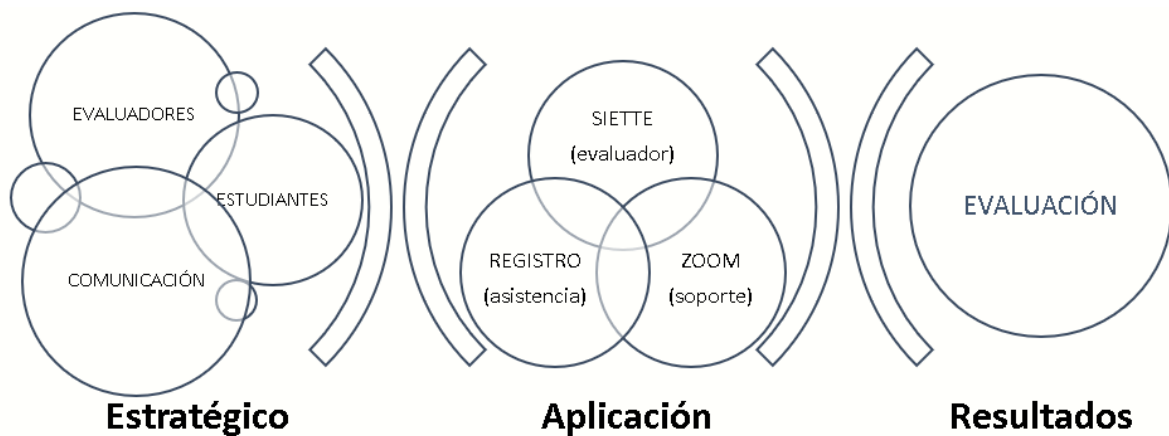 EVALUADORES
ESTUDIANTES
COMUNICACIÓN
Estratégico
SIETTE
(evaluador)
REGISTRO
(asistencia)
ZOOM
(soporte)
Aplicación
EVALUACIÓN
Resultados